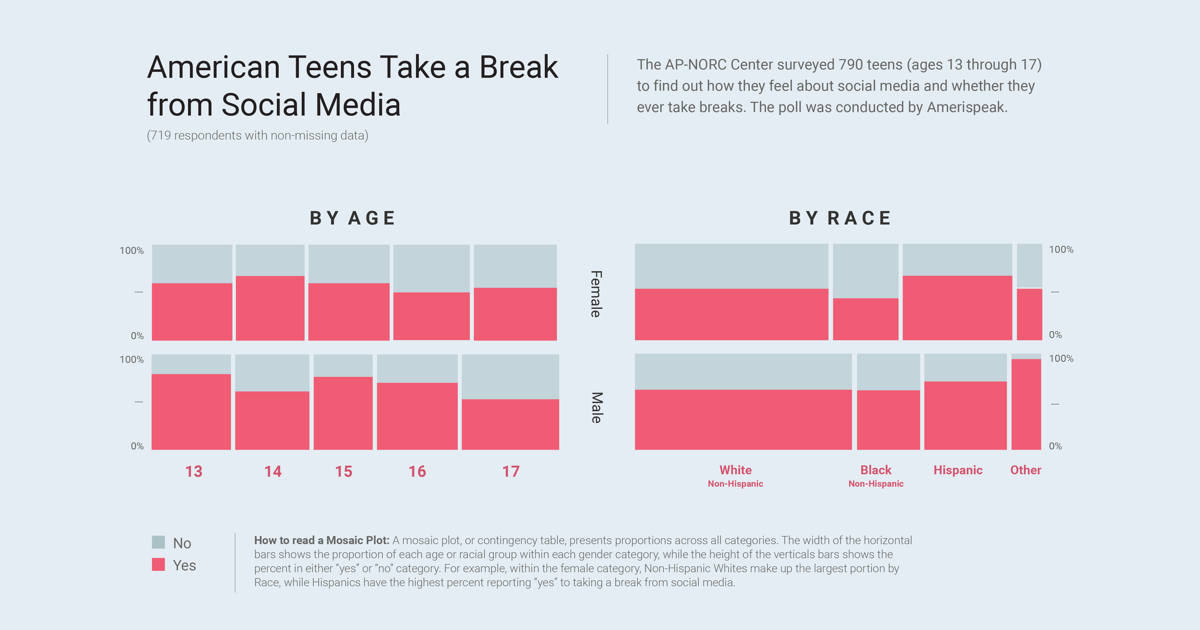 American Teens Take a Break
from Social Media
(719 respondents with non-missing data)
The AP-NORC Center surveyed 790 teens (ages 13 through 17)
to find out how they feel about social media and whether they
ever take breaks. The poll was conducted by Amerispeak.
BY AGE
100%
0%
100%
0%
13
14
15
16
17
Female
Male
BY RACE
100%
0%
100%
0%
White
Non-Hispanic
Black
Non-Hispanic
Hispanic
Other
No
Yes
How to read a Mosaic Plot: A mosaic plot, or contingency table, presents proportions across all categories. The width of the horizontal
bars shows the proportion of each age or racial group within each gender category, while the height of the verticals bars shows the
percent in either “yes” or “no” category. For example, within the female category, Non-Hispanic Whites make up the largest portion by
Race, while Hispanics have the highest percent reporting “yes” to taking a break from social media.